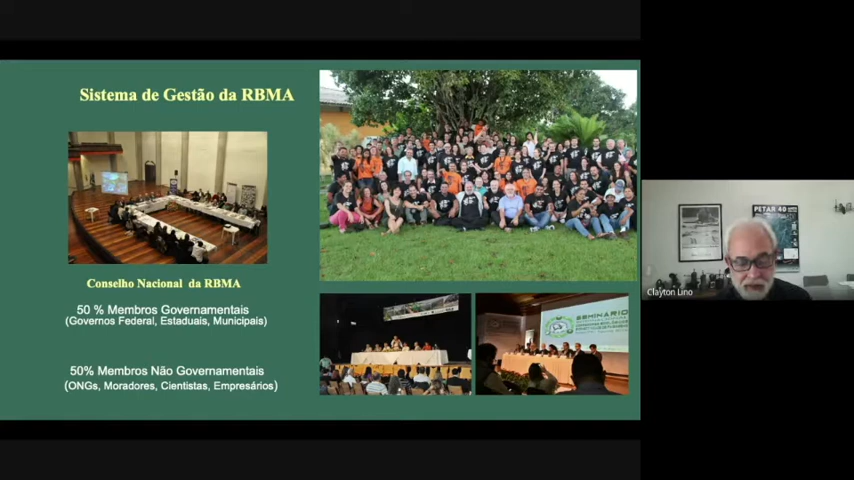 Sistema de Gestão da RBMA
Conselho Nacional da RBMA
50 % Membros Governamentais
(Governos Federal, Estaduais, Municipais)
50% Membros Não Governamentais
(ONGs, Moradores, Cientistas, Empresários)
SEMINÁRIO
PETAR 40
Clayton Lino